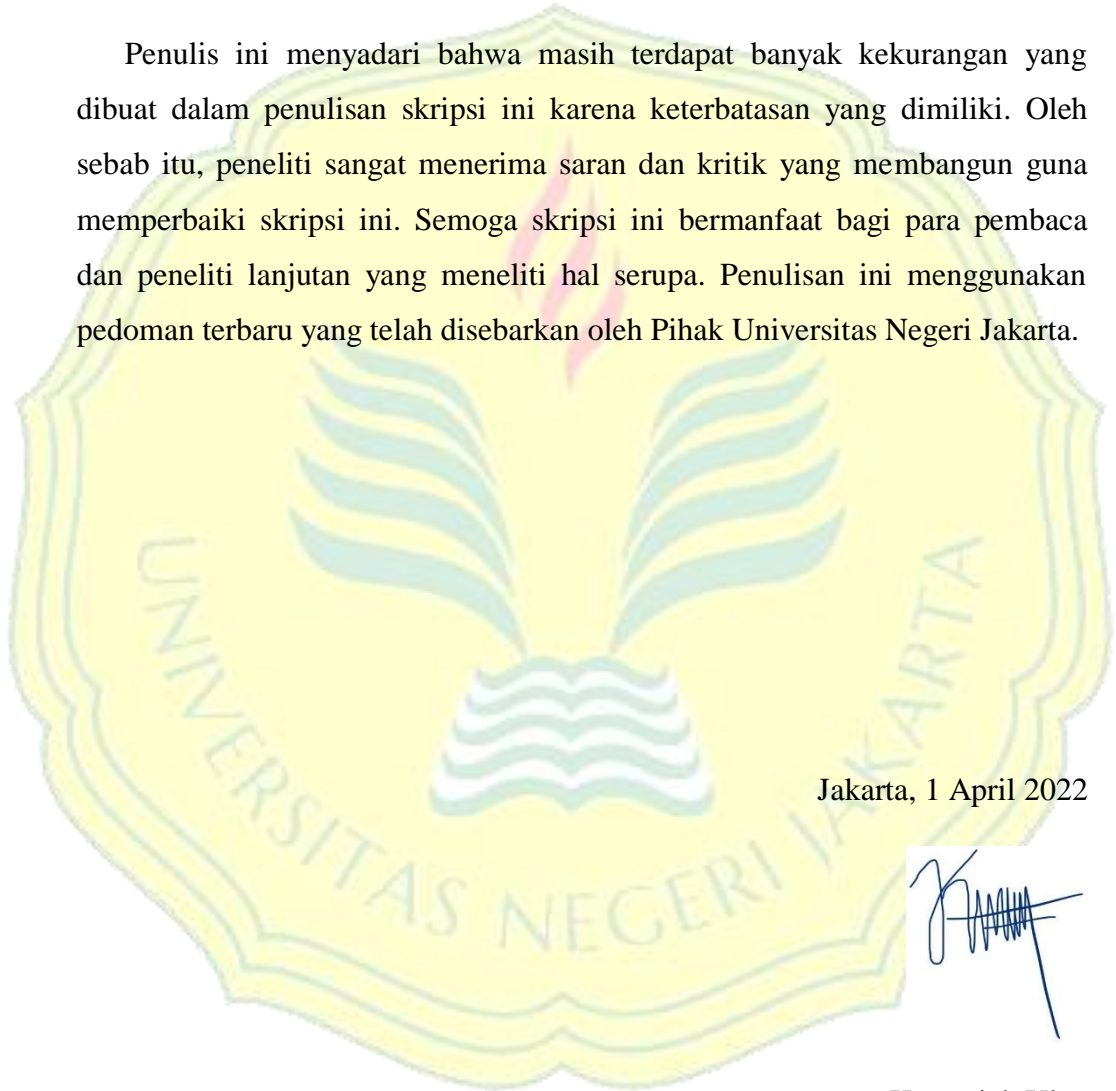 Penulis ini menyadari bahwa masih terdapat banyak kekurangan yang
dibuat dalam penulisan skripsi ini karena keterbatasan yang dimiliki. Oleh
sebab itu, peneliti sangat menerima saran dan kritik yang membangun guna
memperbaiki skripsi ini. Semoga skripsi ini bermanfaat bagi para pembaca
dan peneliti lanjutan yang meneliti hal serupa. Penulisan ini menggunakan
pedoman terbaru yang telah disebarkan oleh Pihak Universitas Negeri Jakarta.
UNIVERSITAS NEGERI JAKARTA
Jakarta, 1 April 2022